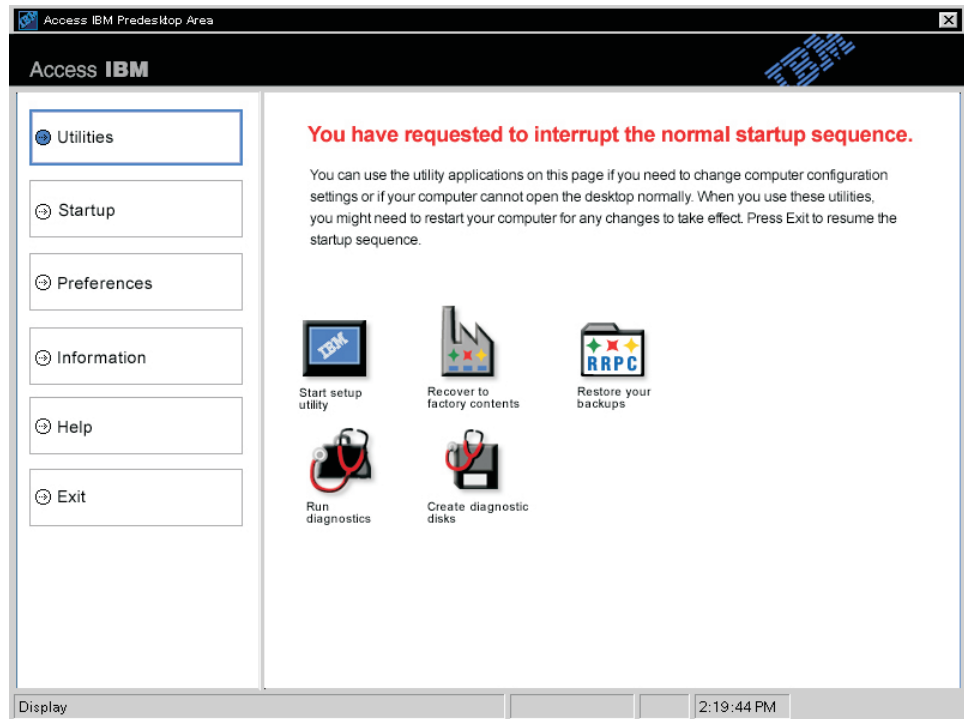 Access IBM Predesktop Area
Access IBM
IBM
Utilities
Startup
Preferences
Information
Help
Exit
You have requested to interrupt the normal startup sequence.
You can use the utility applications on this page if you need to change computer configuration
settings or if your computer cannot open the desktop normally. When you use these utilities,
you might need to restart your computer for any changes to take effect. Press Exit to resume the
startup sequence.
IBM
Start setup
utility
Recover to
factory contents
RRPC
Restore your
backups
Run
diagnostics
Create diagnostic
disks
Display
2:19:44 PM